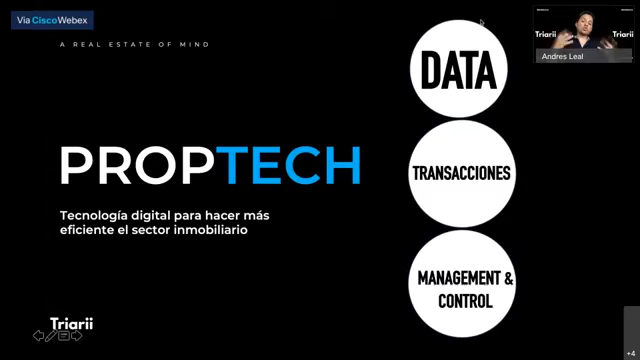 Via Cisco Webex
A REAL ESTATE OF MIND
PROPTECH
Tecnología digital para hacer más
eficiente el sector inmobiliario
Triarii
DATA
TRANSACCIONES
MANAGEMENT &
CONTROL
Triarii
Triarii
Andres Leal
+4